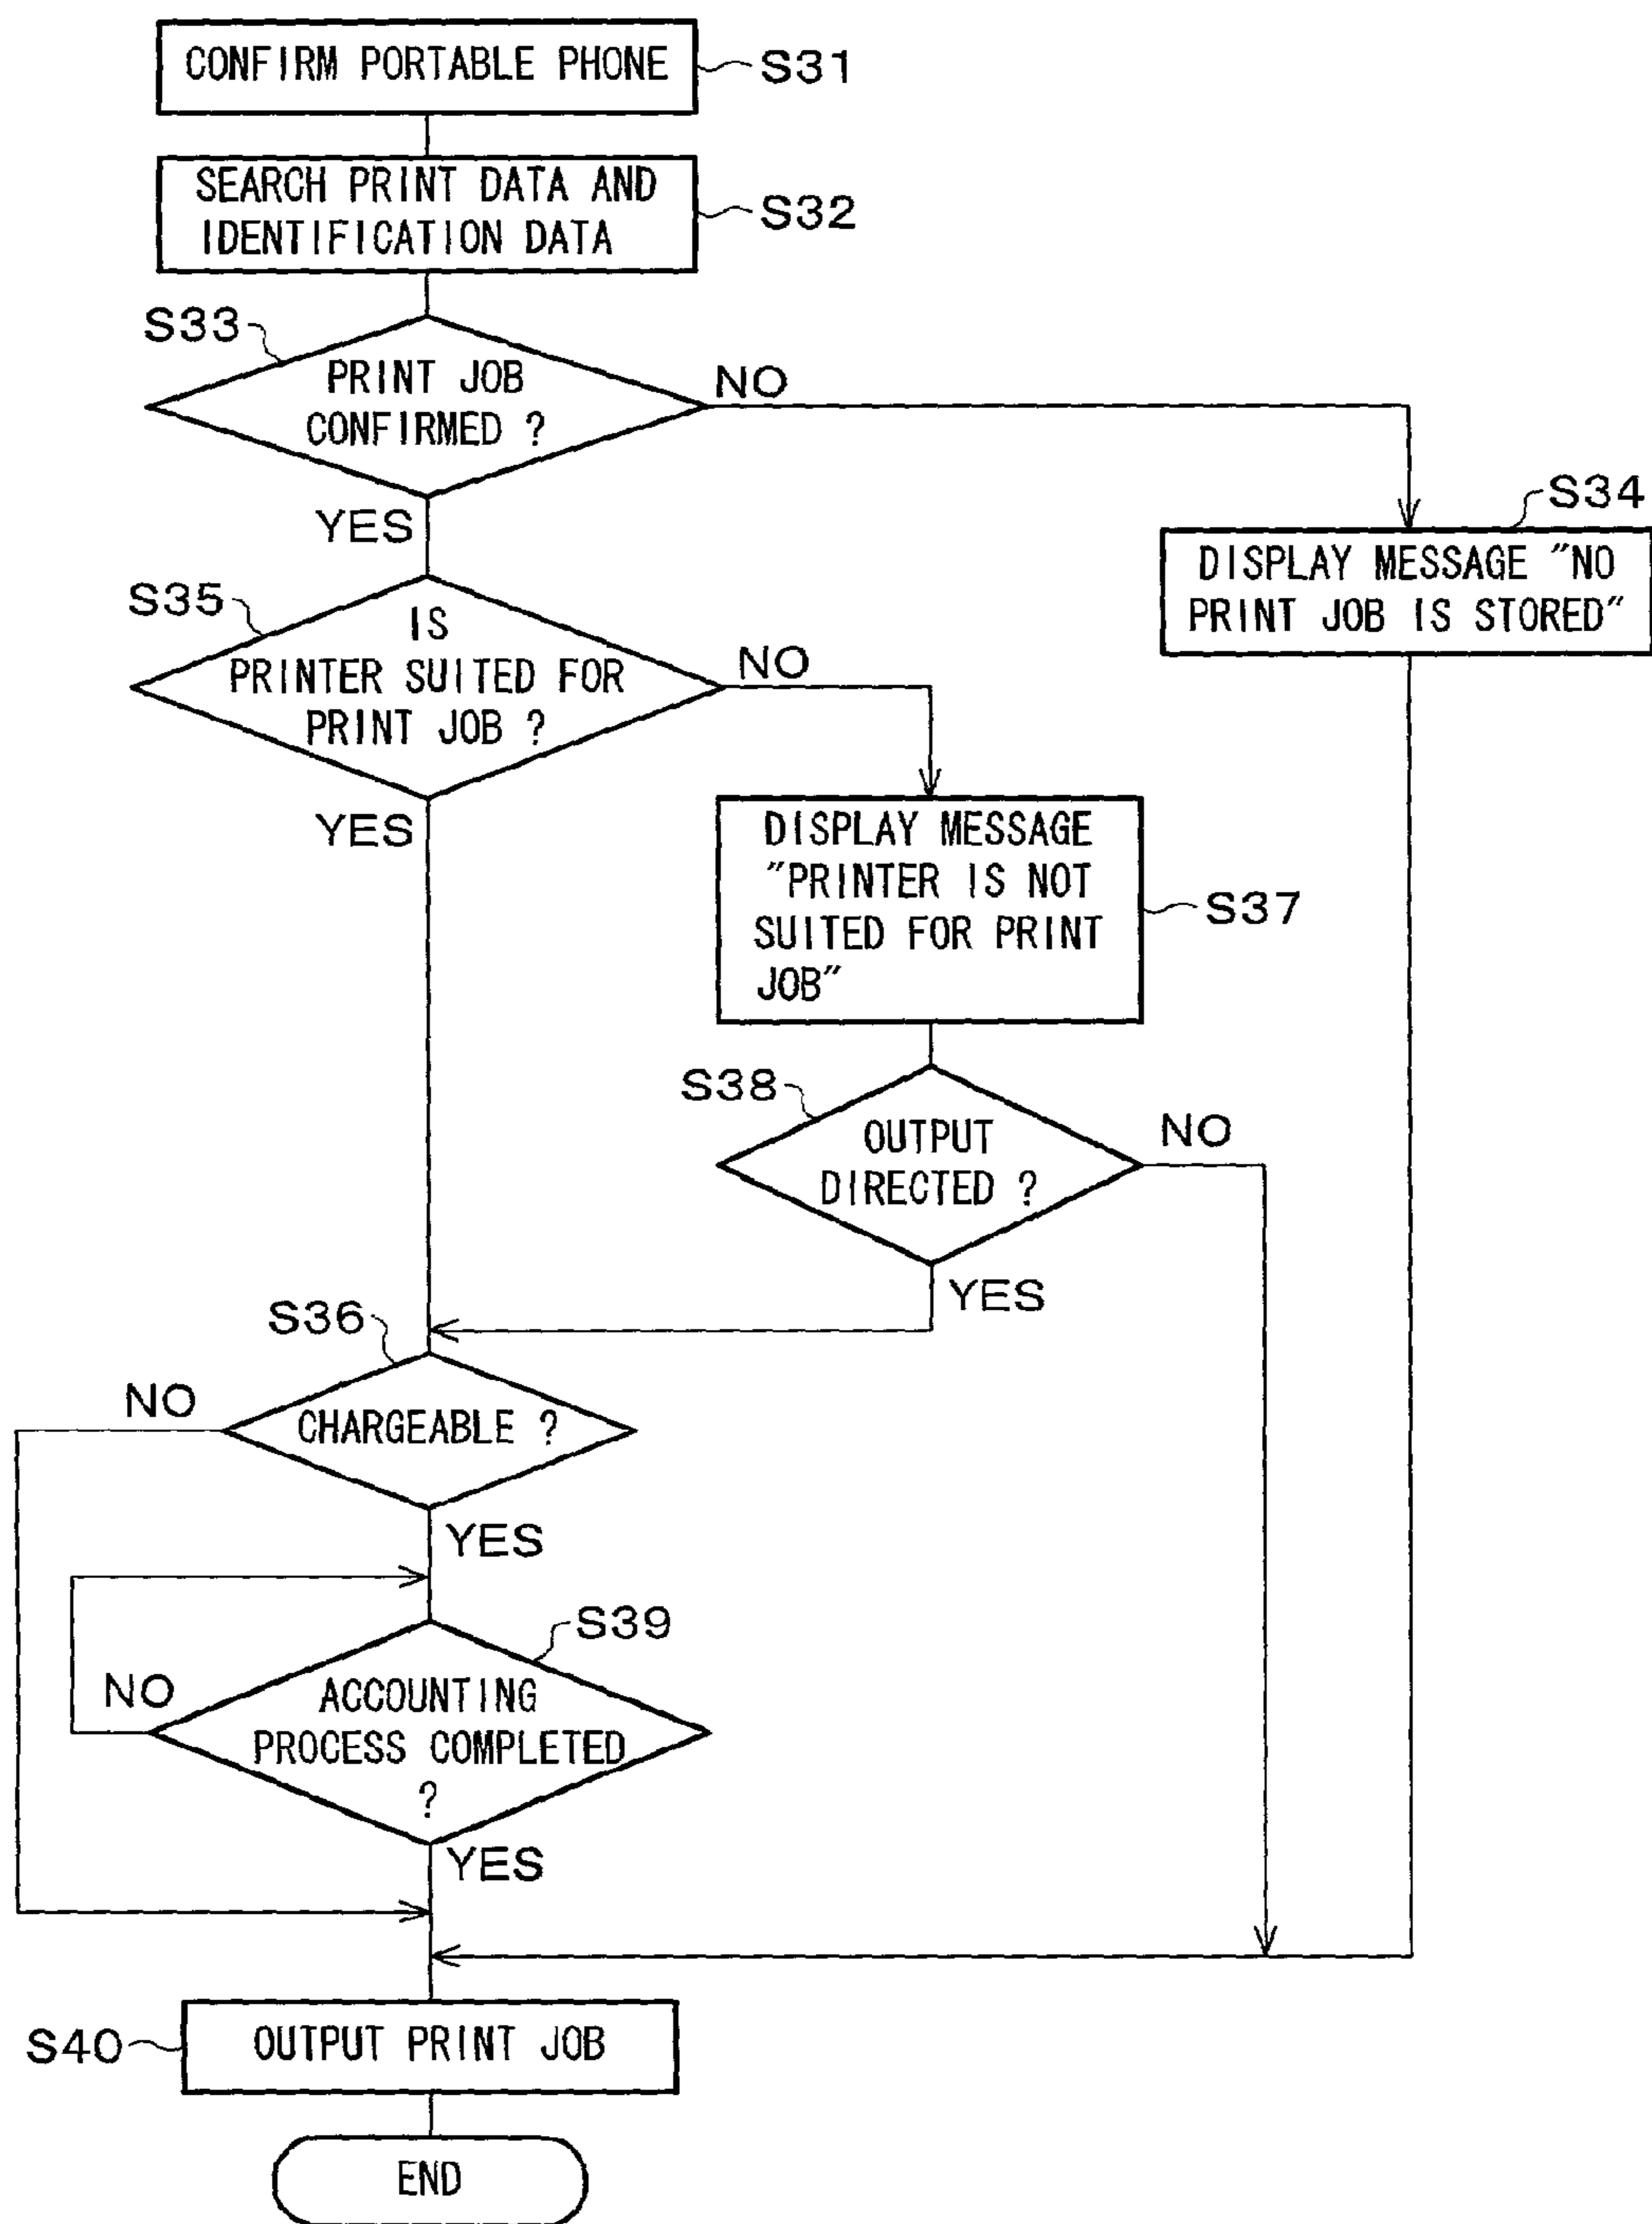 CONFIRM PORTABLE PHONE
S31
SEARCH PRINT DATA AND
IDENTIFICATION DATA
S32
S33
PRINT JOB
CONFIRMED ?
NO
YES
S34
DISPLAY MESSAGE "NO
PRINT JOB IS STORED"
S35
IS
PRINTER SUITED FOR
PRINT JOB ?
NO
YES
DISPLAY MESSAGE
"PRINTER IS NOT
SUITED FOR PRINT
JOB"
S37
S38
OUTPUT
DIRECTED ?
NO
YES
S36
CHARGEABLE ?
NO
YES
S39
ACCOUNTING
PROCESS COMPLETED
?
NO
YES
S40
OUTPUT PRINT JOB
END